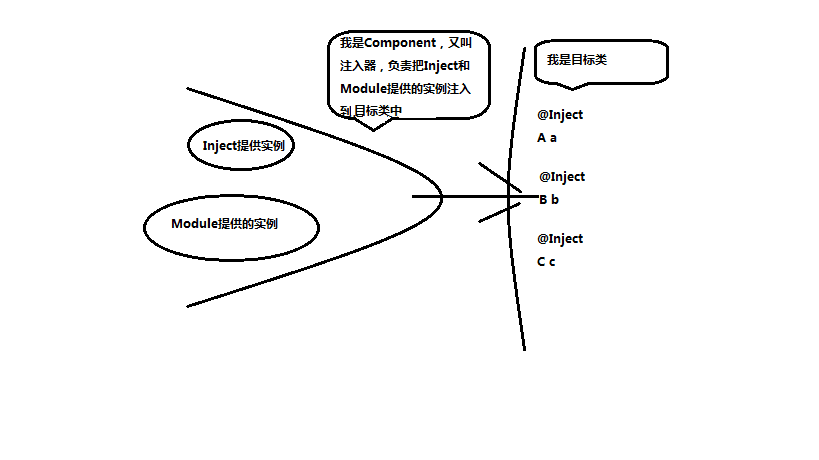 我是Component，又叫
注入器，负责把Inject和
Module提供的实例注入
到目标类中
我是目标类
Inject提供实例
Module提供的实例
@Inject
A a
@Inject
B b
@Inject
C c